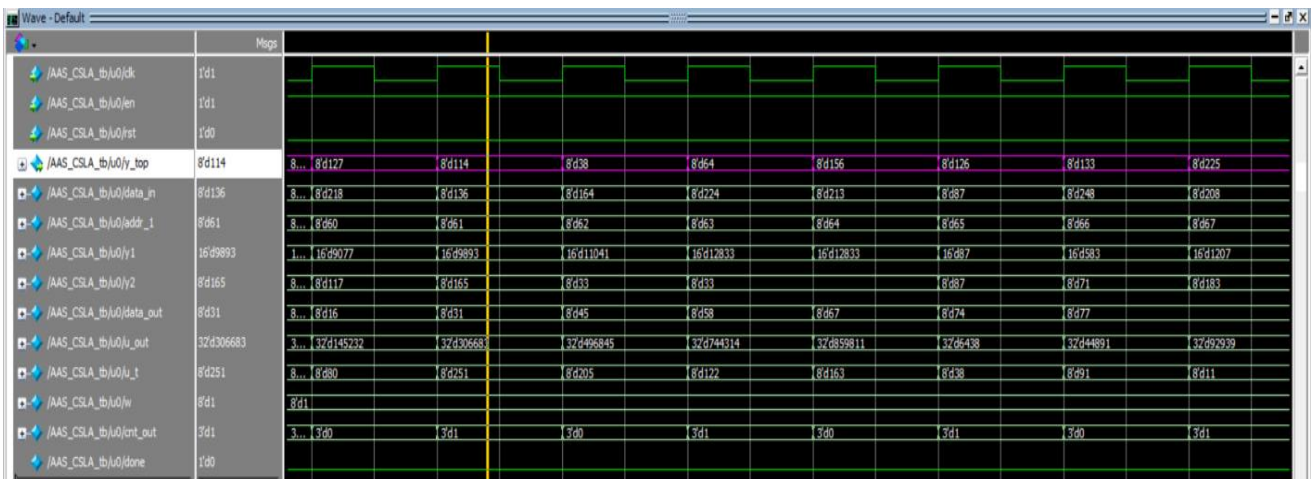 Wave - Default
Msgs
/AAS_CSLA_tb/u0/clk 1'd1
/AAS_CSLA_tb/u0/en 1'd1
/AAS_CSLA_tb/u0/rst 1'd0
/AAS_CSLA_tb/u0/y_top 8'd114 8... 8'd127 8'd114 8'd38 8'd64 8'd156 8'd126 8'd133 8'd225
/AAS_CSLA_tb/u0/data_in 8'd136 8... 8'd218 8'd136 8'd164 8'd224 8'd213 8'd87 8'd248 8'd208
/AAS_CSLA_tb/u0/addr_1 8'd61 8... 8'd60 8'd61 8'd62 8'd63 8'd64 8'd65 8'd66 8'd67
/AAS_CSLA_tb/u0/y1 16'd9893 1... 16'd9077 16'd9893 16'd11041 16'd12833 16'd12833 16'd87 16'd583 16'd1207
/AAS_CSLA_tb/u0/y2 8'd165 8... 8'd117 8'd165 8'd33 8'd33 8'd87 8'd71 8'd183
/AAS_CSLA_tb/u0/data_out 8'd31 8... 8'd16 8'd31 8'd45 8'd58 8'd67 8'd74 8'd77
/AAS_CSLA_tb/u0/u_out 32'd306683 3... 32'd145232 32'd306683 32'd496845 32'd744314 32'd859811 32'd6438 32'd44891 32'd92939
/AAS_CSLA_tb/u0/u_t 8'd251 8... 8'd80 8'd251 8'd205 8'd122 8'd163 8'd38 8'd91 8'd11
/AAS_CSLA_tb/u0/w 8'd1 8'd1
/AAS_CSLA_tb/u0/cnt_out 3'd1 3... 3'd0 3'd1 3'd0 3'd1 3'd0 3'd1 3'd0 3'd1
/AAS_CSLA_tb/u0/done 1'd0